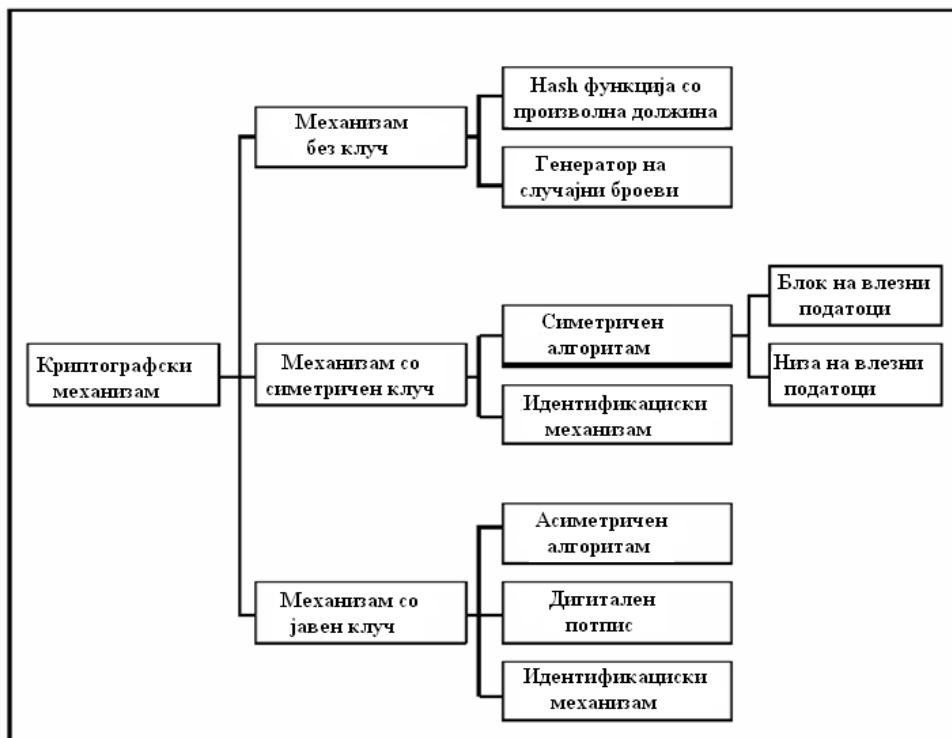 Hash функција со
произволна должина
Механизам
без клуч
Генератор на
случајни броеви
Блок на влезни
податоци
Симетричен
алгоритам
Криптографски
механизам
Механизам со
симетричен клуч
Низа на влезни
податоци
Идентификациски
механизам
Асиметричен
алгоритам
Механизам со
јавен клуч
Дигитален
потпис
Идентификациски
механизам